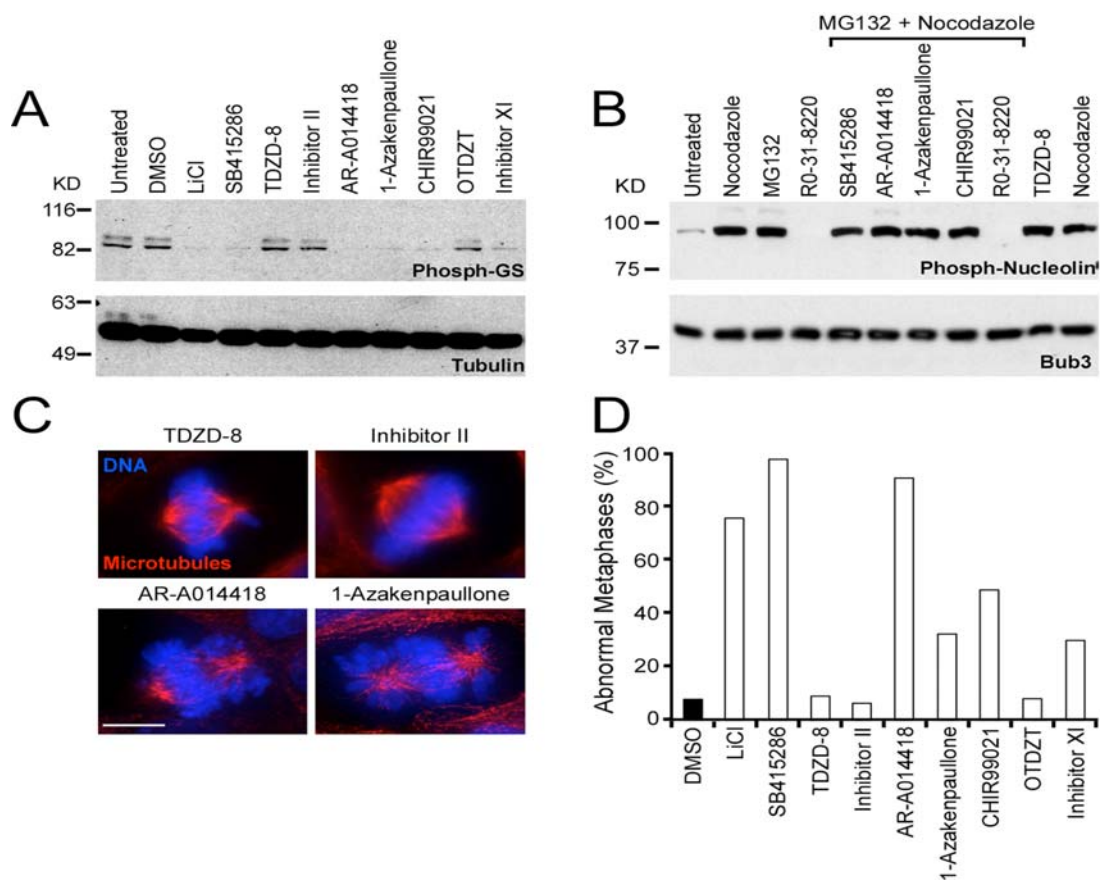 A
Untreated
DMSO
LiCl
SB415286
TDZD-8
Inhibitor II
AR-A014418
1-Azakenpaullone
CHIR99021
OTDZT
Inhibitor XI
KD
116
82
Phosph-GS
63
49
Tubulin
B
MG132 + Nocodazole
Untreated
Nocodazole
MG132
R0-31-8220
SB415286
AR-A014418
1-Azakenpaullone
CHIR99021
R0-31-8220
TDZD-8
Nocodazole
KD
100
75
Phosph-Nucleolin
37
Bub3
C
TDZD-8
Inhibitor II
DNA
Microtubules
AR-A014418
1-Azakenpaullone
D
Abnormal Metaphases (%)
100
80
60
40
20
0
DMSO
LiCl
SB415286
TDZD-8
Inhibitor II
AR-A014418
1-Azakenpaullone
CHIR99021
OTDZT
Inhibitor XI